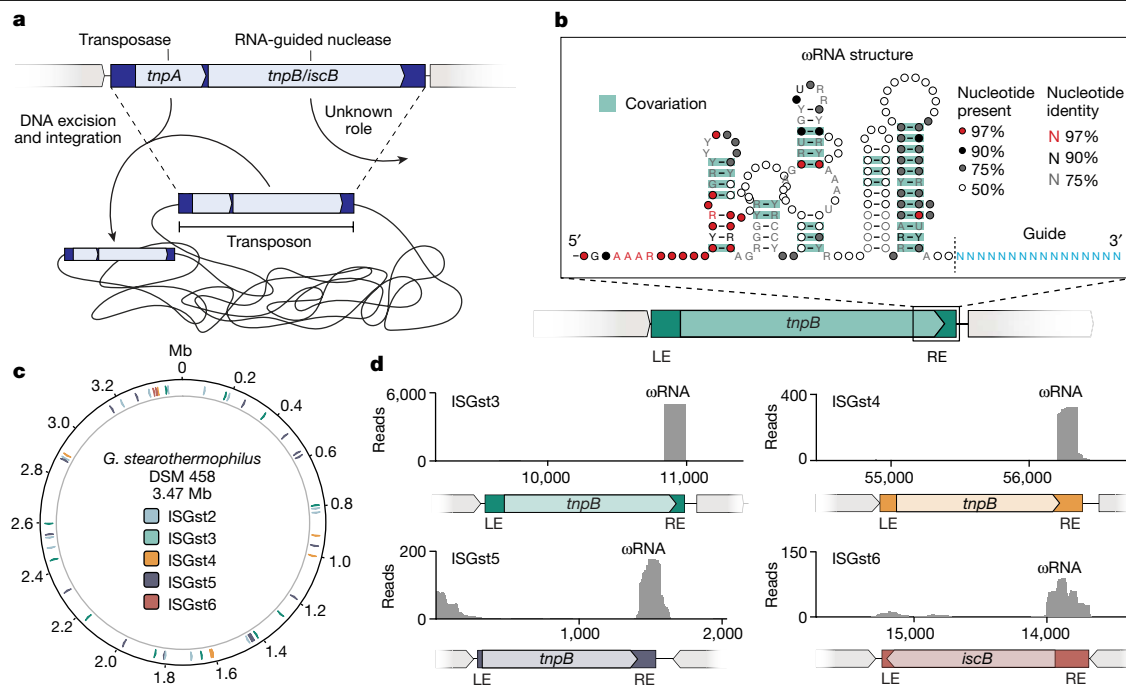 a
Transposase
RNA-guided nuclease
tnpA
tnpB/iscB
DNA excision
and integration
Unknown
role
Transposon
b
ωRNA structure
Covariation
Nucleotide
present
97%
90%
75%
50%
Nucleotide
identity
N 97%
N 90%
N 75%
5′
G
A A A R
Guide
3′
N N N N N N N N N N N N N N N N
tnpB
LE
RE
c
Mb
0
0.2
0.4
0.6
0.8
1.0
1.2
1.4
1.6
1.8
2.0
2.2
2.4
2.6
2.8
3.0
3.2
G. stearothermophilus
DSM 458
3.47 Mb
ISGst2
ISGst3
ISGst4
ISGst5
ISGst6
d
6,000
Reads
0
ISGst3
ωRNA
10,000
11,000
tnpB
LE
RE
400
Reads
0
ISGst4
ωRNA
55,000
56,000
tnpB
LE
RE
200
Reads
0
ISGst5
ωRNA
1,000
2,000
tnpB
LE
RE
150
Reads
0
ISGst6
ωRNA
15,000
14,000
iscB
LE
RE